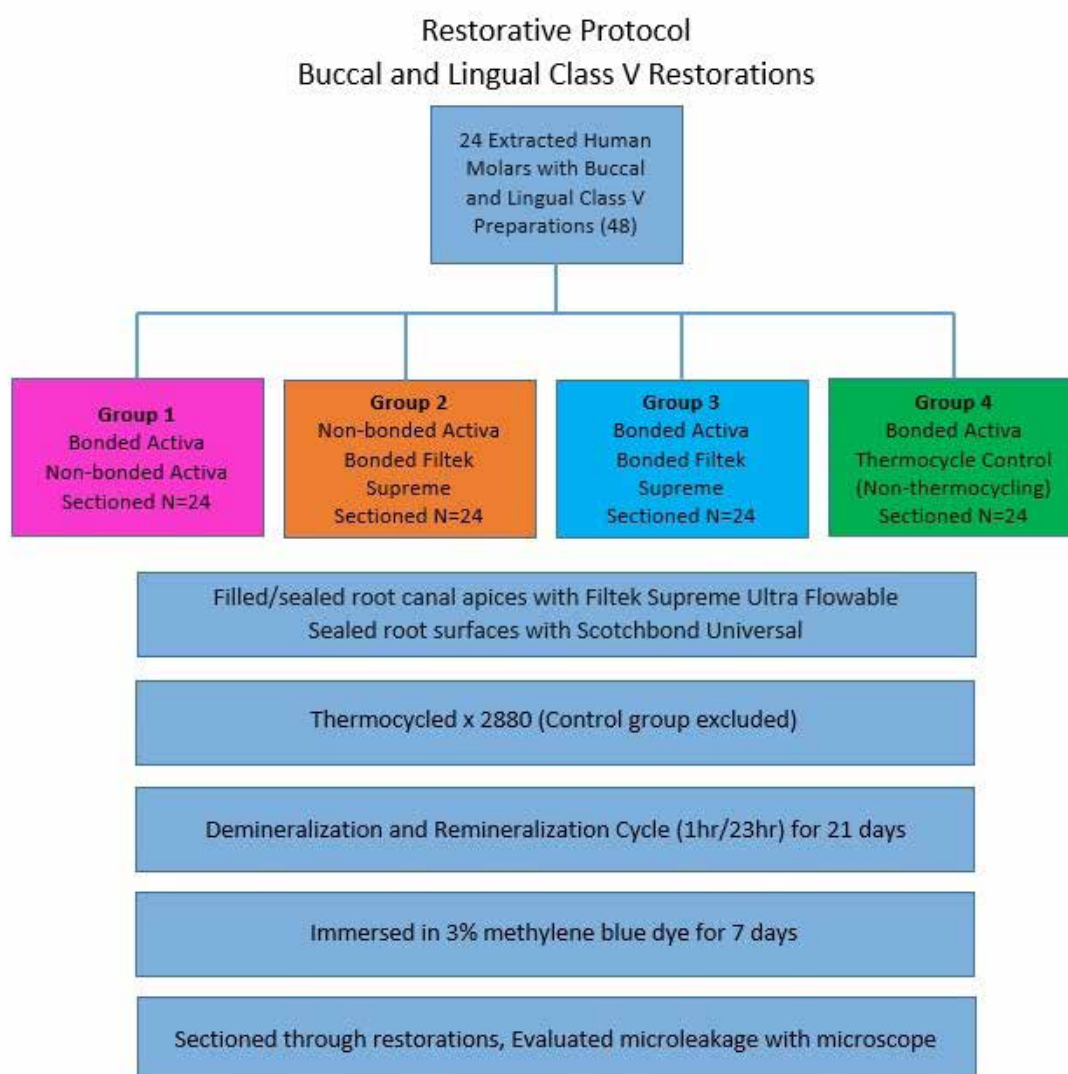 Restorative Protocol
Buccal and Lingual Class V Restorations
24 Extracted Human
Molars with Buccal
and Lingual Class V
Preparations (48)
Group 1
Bonded Activa
Non-bonded Activa
Sectioned N=24
Group 2
Non-bonded Activa
Bonded Filtek
Supreme
Sectioned N=24
Group 3
Bonded Activa
Bonded Filtek
Supreme
Sectioned N=24
Group 4
Bonded Activa
Thermocycle Control
(Non-thermocycling)
Sectioned N=24
Filled/sealed root canal apices with Filtek Supreme Ultra Flowable
Sealed root surfaces with Scotchbond Universal
Thermocycled x 2880 (Control group excluded)
Demineralization and Remineralization Cycle (1hr/23hr) for 21 days
Immersed in 3% methylene blue dye for 7 days
Sectioned through restorations, Evaluated microleakage with microscope